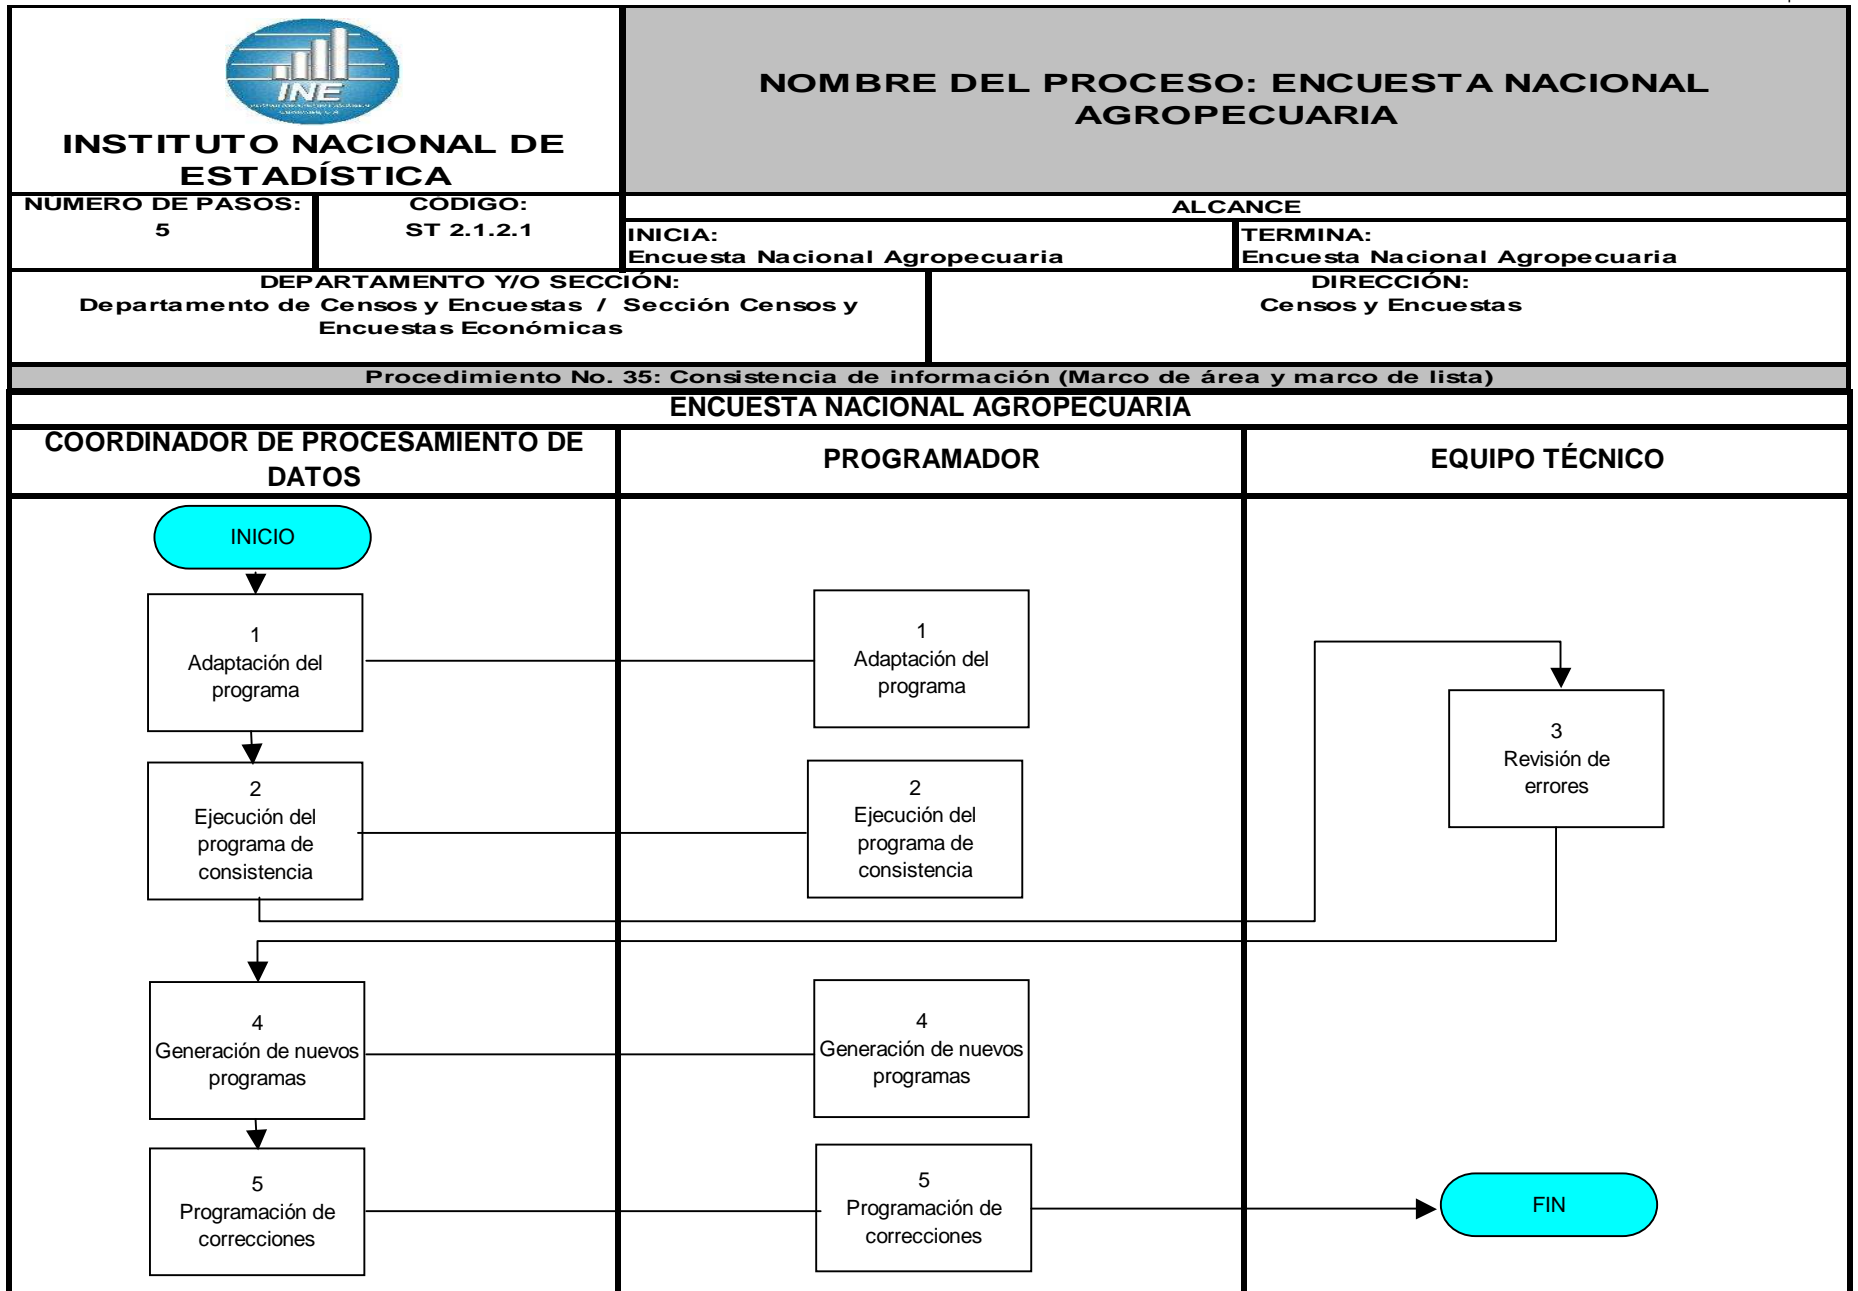 INE
INSTITUTO NACIONAL DE
ESTADÍSTICA
NOMBRE DEL PROCESO: ENCUESTA NACIONAL
AGROPECUARIA
NÚMERO DE PASOS:
5
CÓDIGO:
ST 2.1.2.1
ALCANCE
INICIA:
Encuesta Nacional Agropecuaria
TERMINA:
Encuesta Nacional Agropecuaria
DEPARTAMENTO Y/O SECCIÓN:
Departamento de Censos y Encuestas / Sección Censos y
Encuestas Económicas
DIRECCIÓN:
Censos y Encuestas
Procedimiento No. 35: Consistencia de información (Marco de área y marco de lista)
ENCUESTA NACIONAL AGROPECUARIA
COORDINADOR DE PROCESAMIENTO DE
DATOS
PROGRAMADOR
EQUIPO TÉCNICO
INICIO
1
Adaptación del
programa
1
Adaptación del
programa
2
Ejecución del
programa de
consistencia
2
Ejecución del
programa de
consistencia
3
Revisión de
errores
4
Generación de nuevos
programas
4
Generación de nuevos
programas
5
Programación de
correcciones
5
Programación de
correcciones
FIN